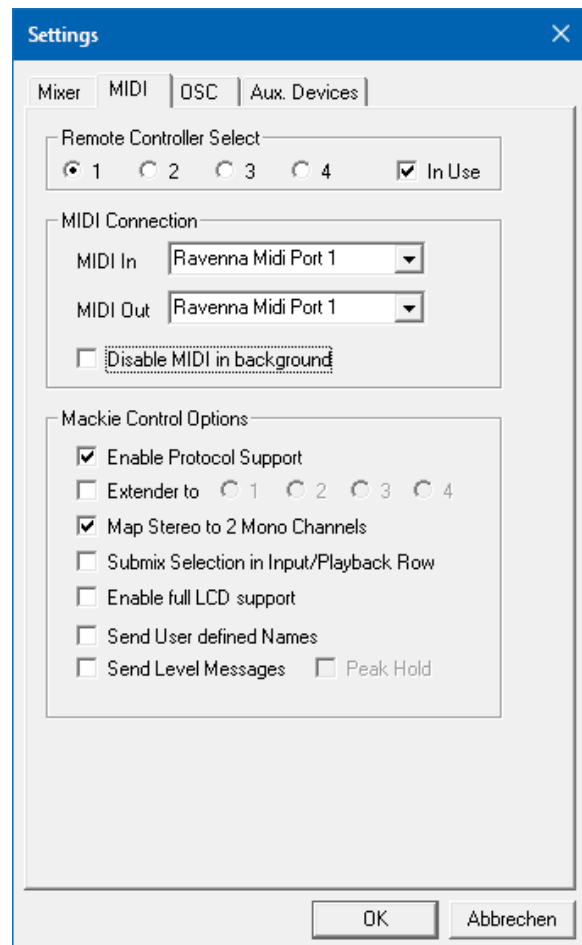 Settings
Mixer MIDI OSC Aux. Devices
Remote Controller Select
1 2 3 4 In Use
MIDI Connection
MIDI In Ravenna Midi Port 1
MIDI Out Ravenna Midi Port 1
Disable MIDI in background
Mackie Control Options
Enable Protocol Support
Extender to 1 2 3 4
Map Stereo to 2 Mono Channels
Submix Selection in Input/Playback Row
Enable full LCD support
Send User defined Names
Send Level Messages Peak Hold
OK Abbrechen